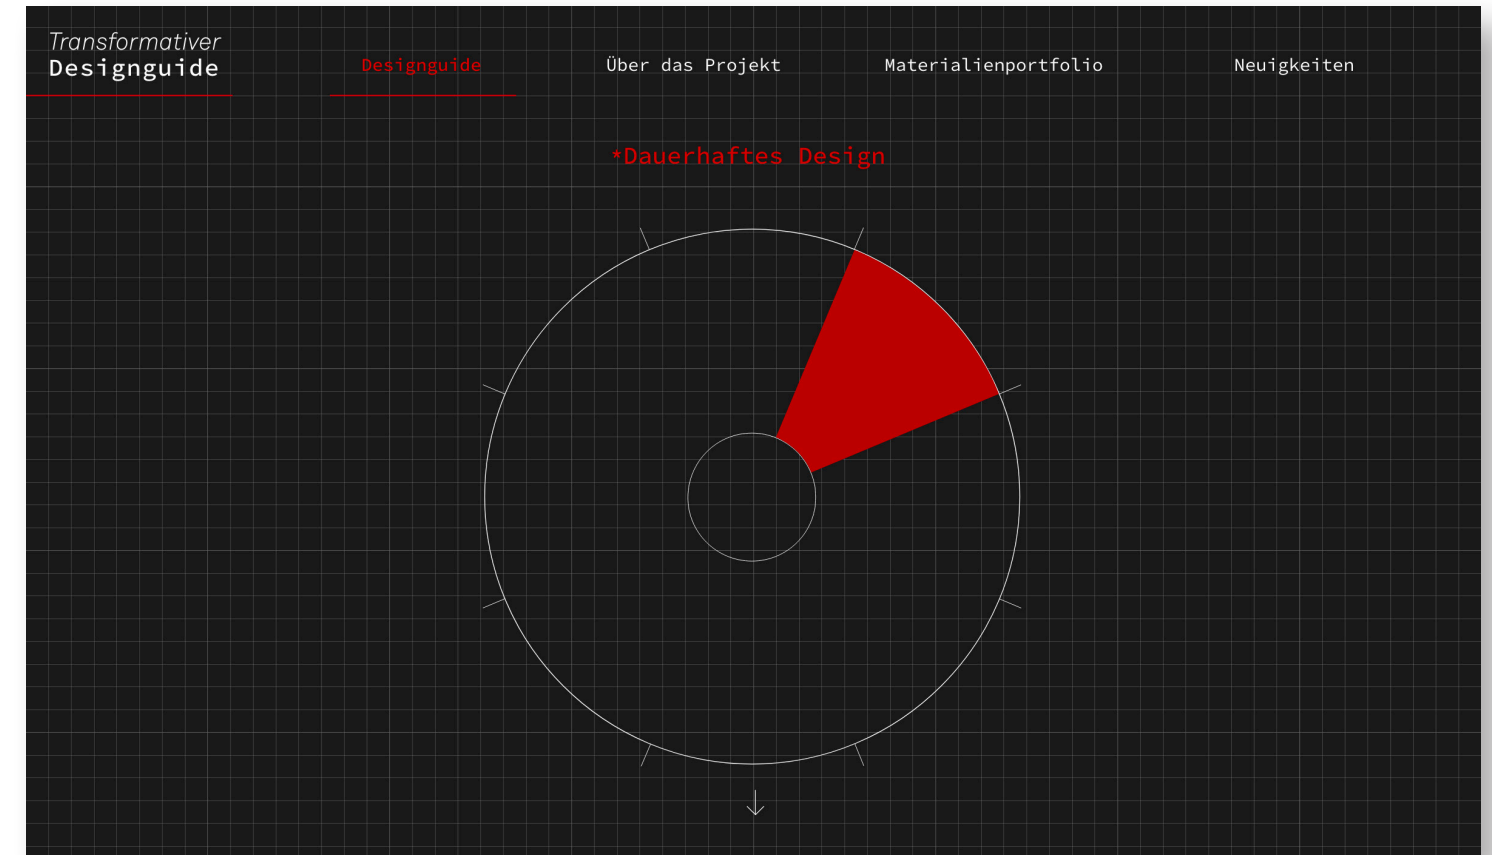 Transformativer
Designguide
Designguide
Über das Projekt
Materialienportfolio
Neuigkeiten
*Dauerhaftes Design